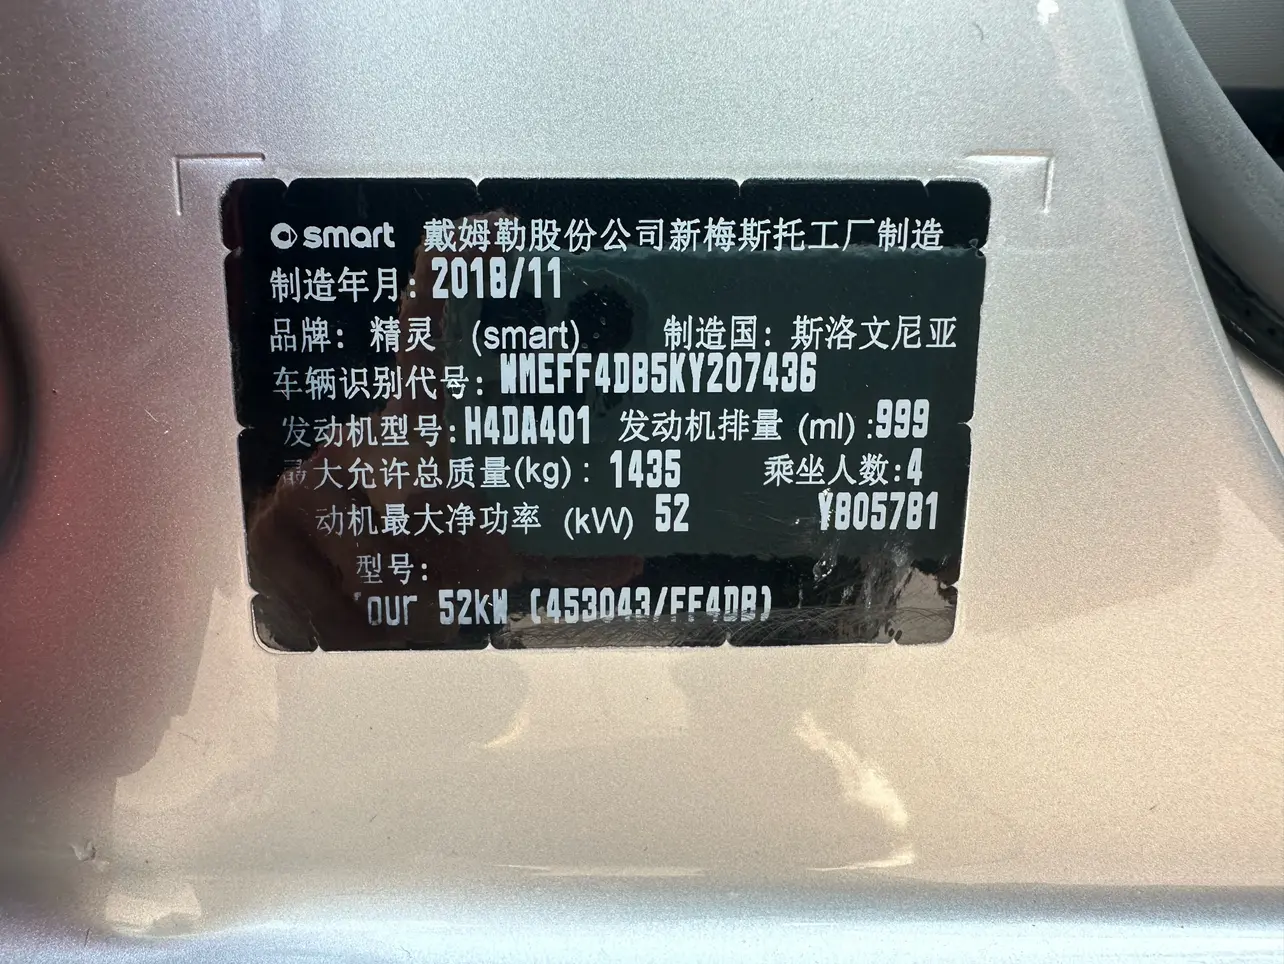 smart 戴姆勒股份公司新梅斯托工厂制造
制造年月: 2018/11
品牌: 精灵 (smart) 制造国: 斯洛文尼亚
车辆识别代号: WMEFF4DB5KY207436
发动机型号: H4DA401 发动机排量 (ml) :999
最大允许总质量(kg) : 1435 乘坐人数:4
动机最大净功率 (kW) 52 YB05781
型号:
our 52kW (453043/FF4DB)